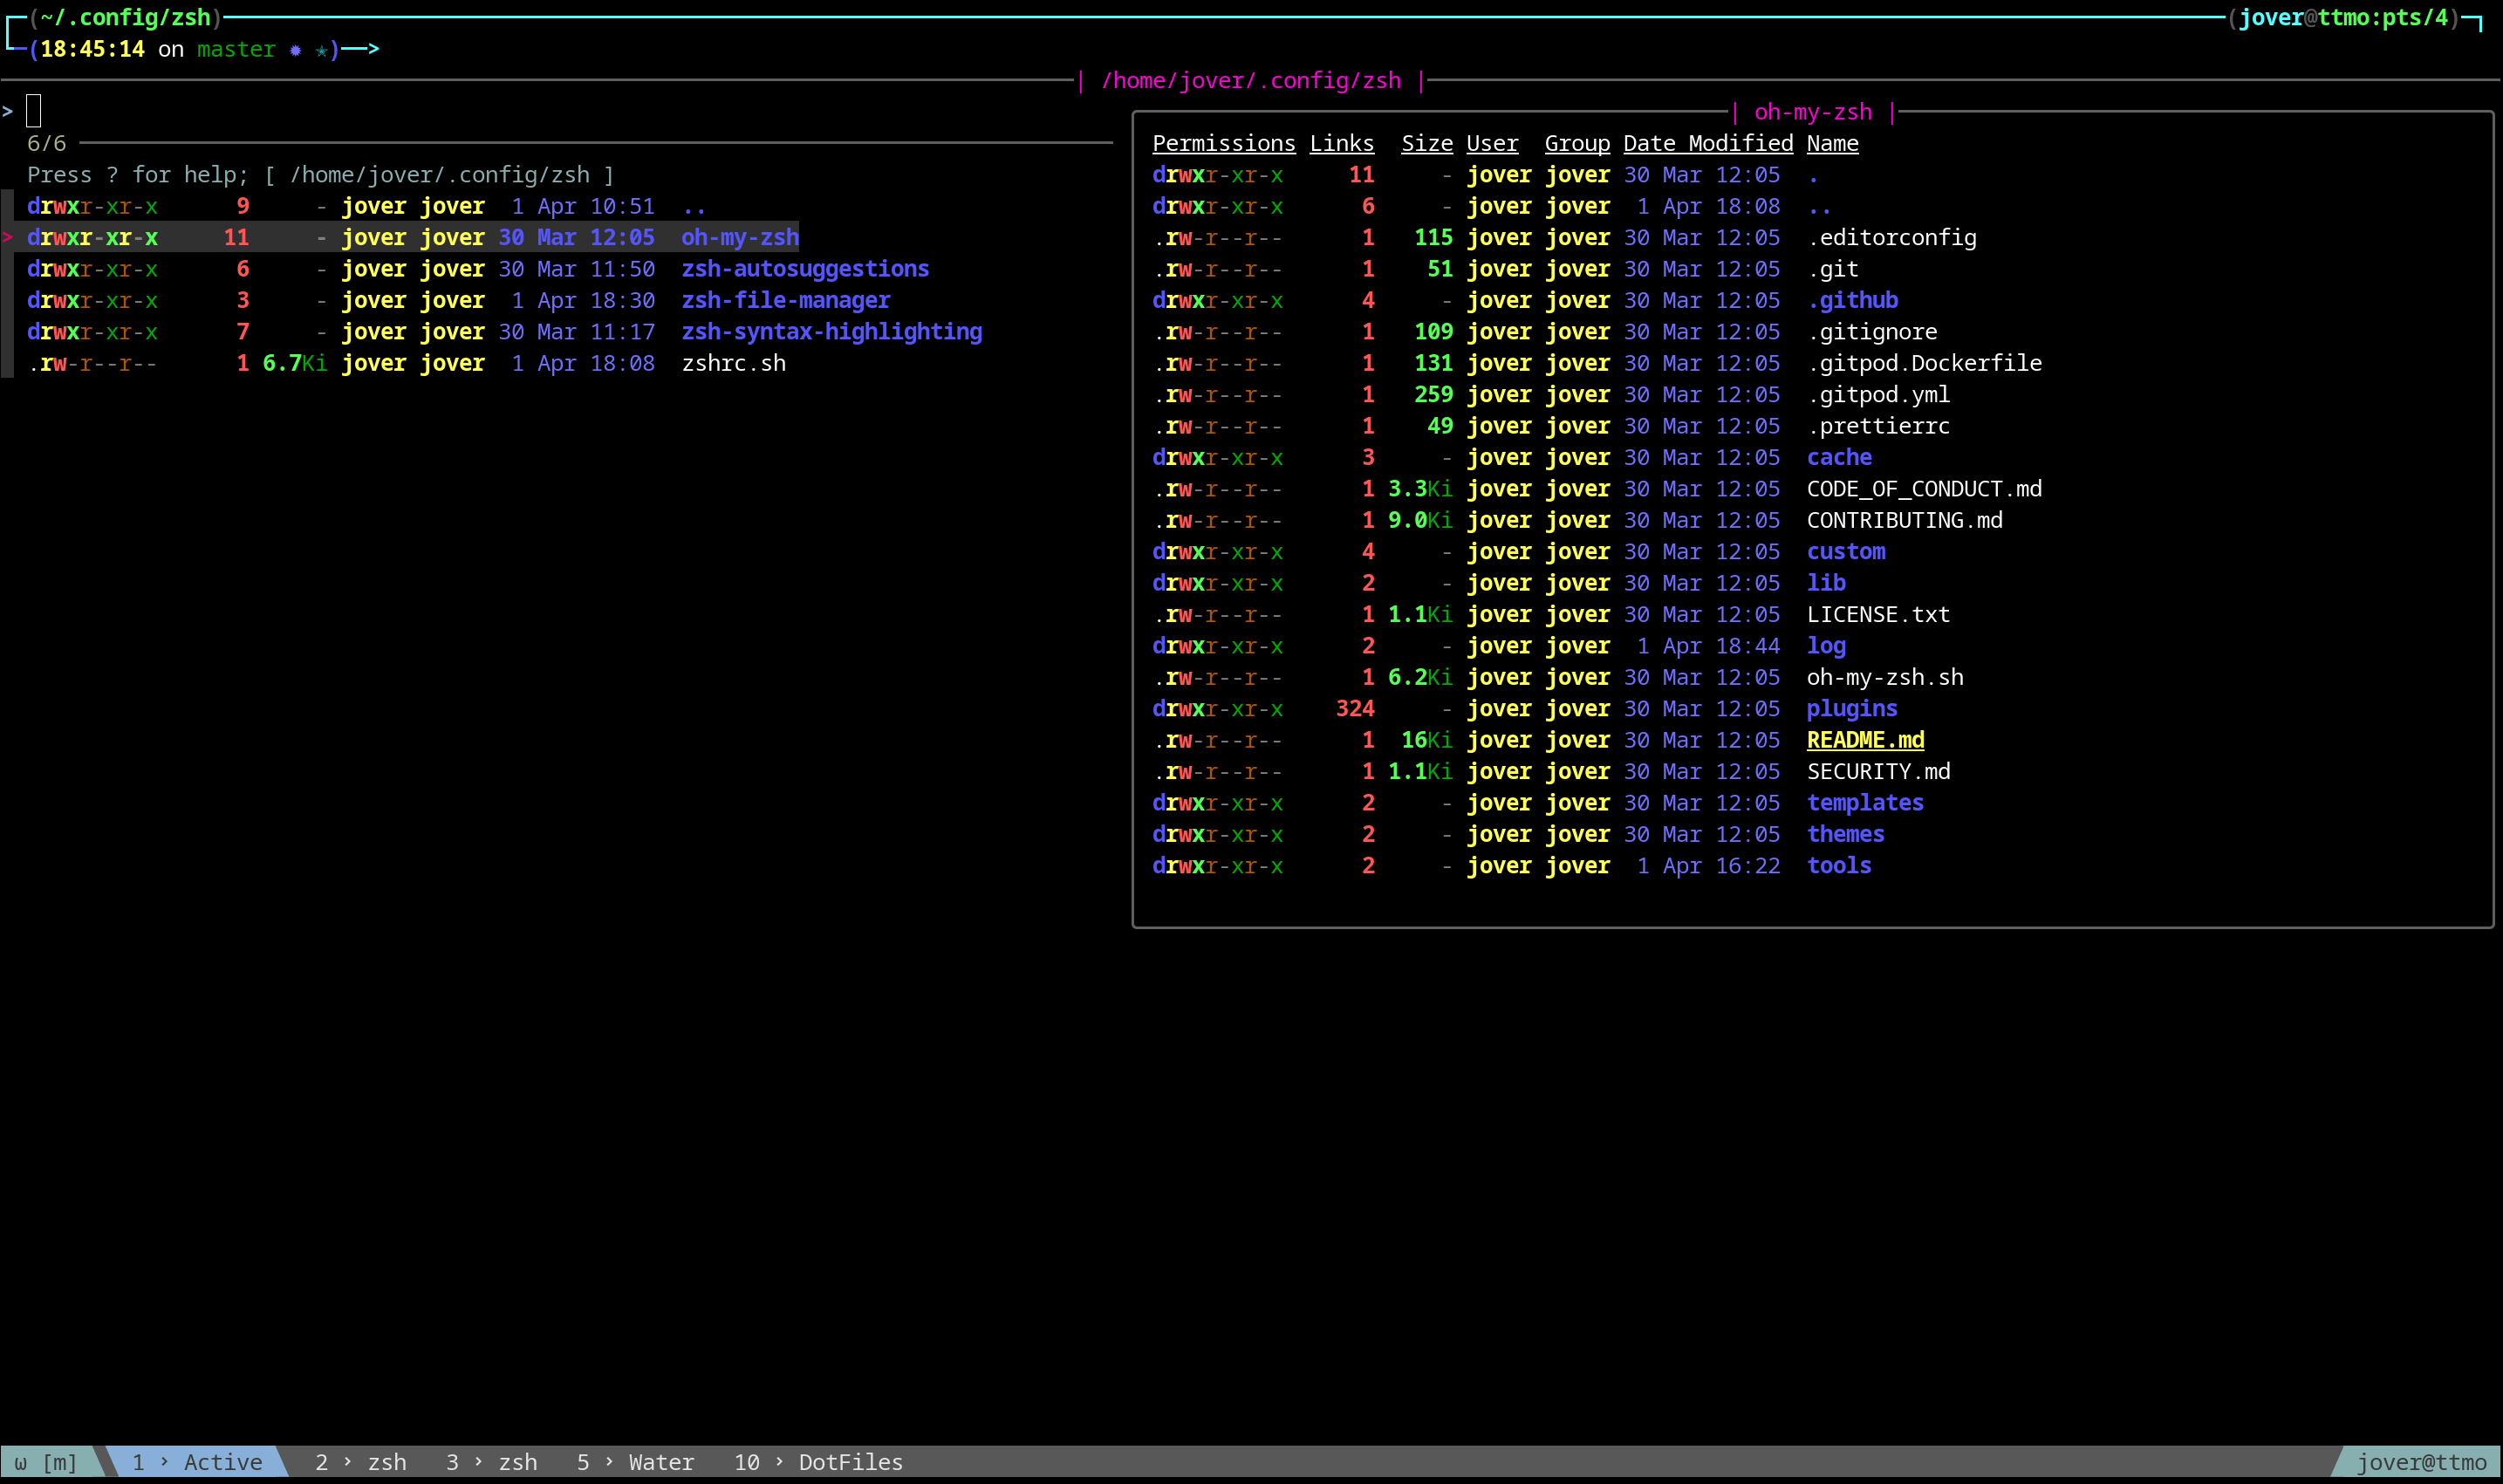 (~/.config/zsh) (jover@ttmo:pts/4)
(18:45:14 on master ✹ ★)──>
| /home/jover/.config/zsh |
>
6/6
Press ? for help; [ /home/jover/.config/zsh ]
drwxr-xr-x 9 - jover jover 1 Apr 10:51 ..
> drwxr-xr-x 11 - jover jover 30 Mar 12:05 oh-my-zsh
drwxr-xr-x 6 - jover jover 30 Mar 11:50 zsh-autosuggestions
drwxr-xr-x 3 - jover jover 1 Apr 18:30 zsh-file-manager
drwxr-xr-x 7 - jover jover 30 Mar 11:17 zsh-syntax-highlighting
.rw-r--r-- 1 6.7Ki jover jover 1 Apr 18:08 zshrc.sh
| oh-my-zsh |
Permissions Links Size User Group Date Modified Name
drwxr-xr-x 11 - jover jover 30 Mar 12:05 .
drwxr-xr-x 6 - jover jover 1 Apr 18:08 ..
.rw-r--r-- 1 115 jover jover 30 Mar 12:05 .editorconfig
.rw-r--r-- 1 51 jover jover 30 Mar 12:05 .git
drwxr-xr-x 4 - jover jover 30 Mar 12:05 .github
.rw-r--r-- 1 109 jover jover 30 Mar 12:05 .gitignore
.rw-r--r-- 1 131 jover jover 30 Mar 12:05 .gitpod.Dockerfile
.rw-r--r-- 1 259 jover jover 30 Mar 12:05 .gitpod.yml
.rw-r--r-- 1 49 jover jover 30 Mar 12:05 .prettierrc
drwxr-xr-x 3 - jover jover 30 Mar 12:05 cache
.rw-r--r-- 1 3.3Ki jover jover 30 Mar 12:05 CODE_OF_CONDUCT.md
.rw-r--r-- 1 9.0Ki jover jover 30 Mar 12:05 CONTRIBUTING.md
drwxr-xr-x 4 - jover jover 30 Mar 12:05 custom
drwxr-xr-x 2 - jover jover 30 Mar 12:05 lib
.rw-r--r-- 1 1.1Ki jover jover 30 Mar 12:05 LICENSE.txt
drwxr-xr-x 2 - jover jover 1 Apr 18:44 log
.rw-r--r-- 1 6.2Ki jover jover 30 Mar 12:05 oh-my-zsh.sh
drwxr-xr-x 324 - jover jover 30 Mar 12:05 plugins
.rw-r--r-- 1 16Ki jover jover 30 Mar 12:05 README.md
.rw-r--r-- 1 1.1Ki jover jover 30 Mar 12:05 SECURITY.md
drwxr-xr-x 2 - jover jover 30 Mar 12:05 templates
drwxr-xr-x 2 - jover jover 30 Mar 12:05 themes
drwxr-xr-x 2 - jover jover 1 Apr 16:22 tools
ω [m] 1 › Active 2 › zsh 3 › zsh 5 › Water 10 › DotFiles jover@ttmo